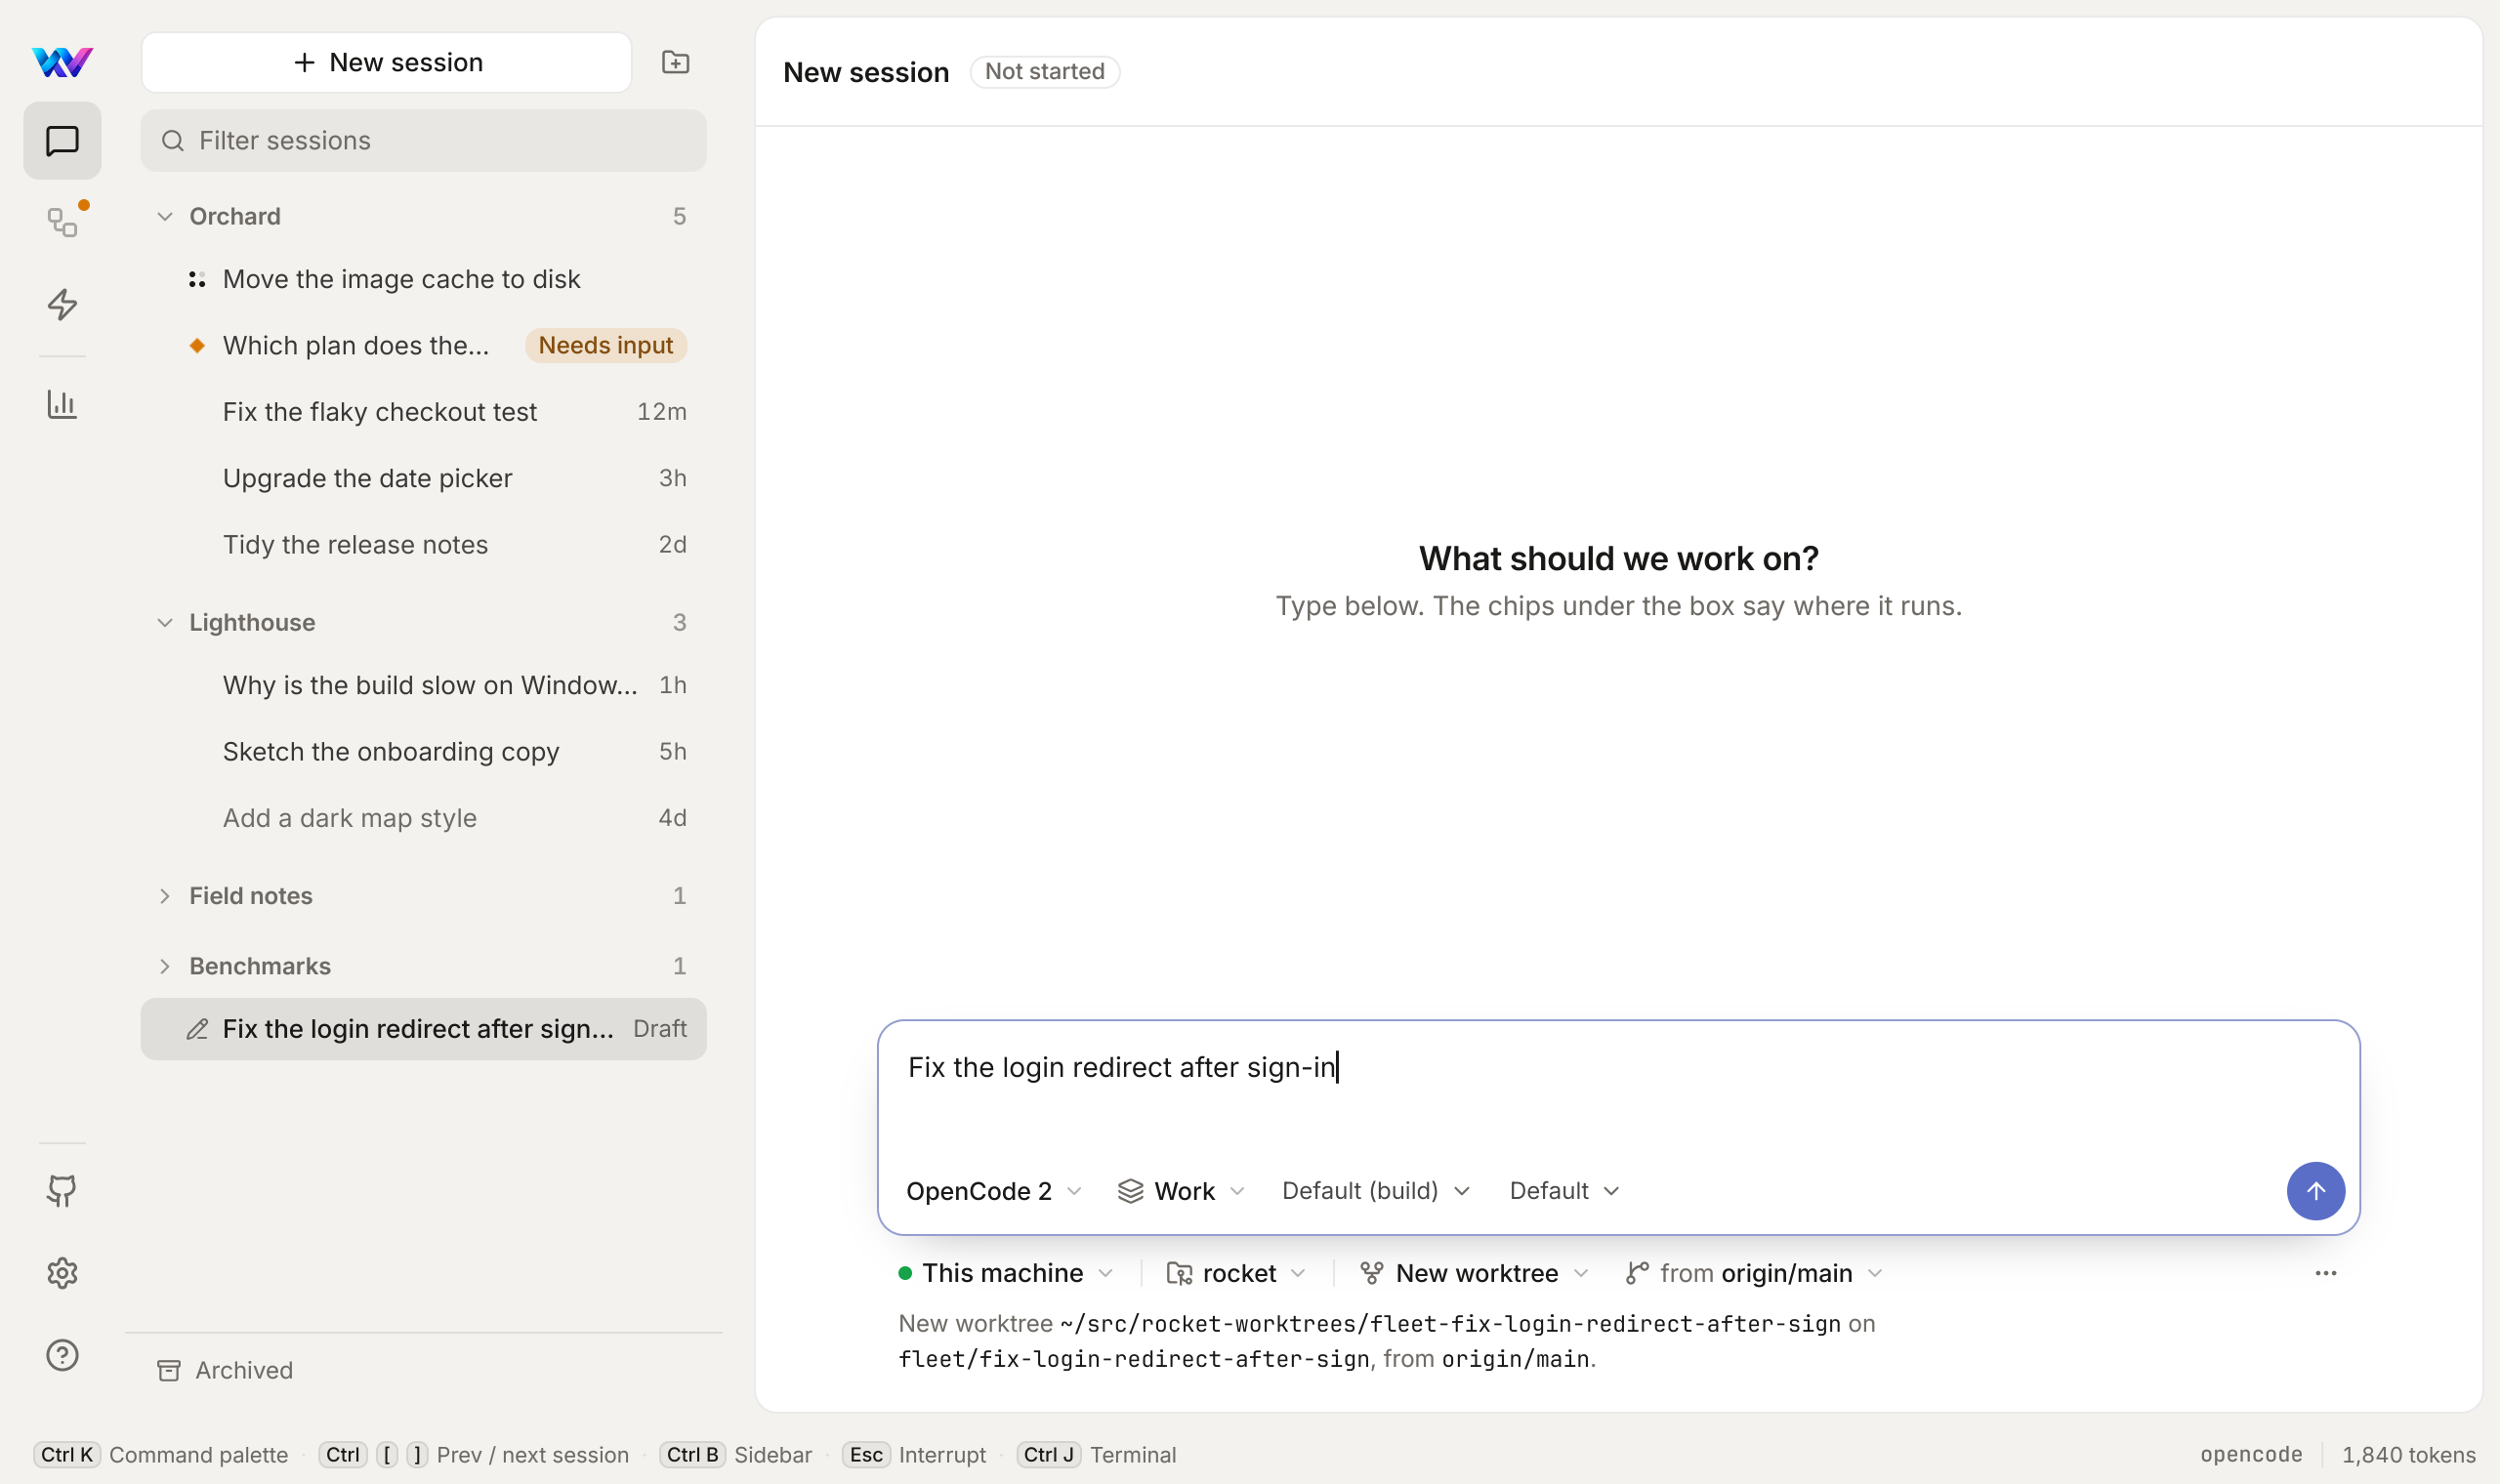 New session
Filter sessions
Orchard 5
Move the image cache to disk
Which plan does the... Needs input
Fix the flaky checkout test 12m
Upgrade the date picker 3h
Tidy the release notes 2d
Lighthouse 3
Why is the build slow on Window... 1h
Sketch the onboarding copy 5h
Add a dark map style 4d
Field notes 1
Benchmarks 1
Fix the login redirect after sign... Draft
Archived
New session Not started
What should we work on?
Type below. The chips under the box say where it runs.
Fix the login redirect after sign-in
OpenCode 2 Work Default (build) Default
This machine rocket New worktree from origin/main
New worktree ~/src/rocket-worktrees/fleet-fix-login-redirect-after-sign on
fleet/fix-login-redirect-after-sign, from origin/main.
Ctrl K Command palette · Ctrl [ ] Prev / next session · Ctrl B Sidebar · Esc Interrupt · Ctrl J Terminal opencode 1,840 tokens